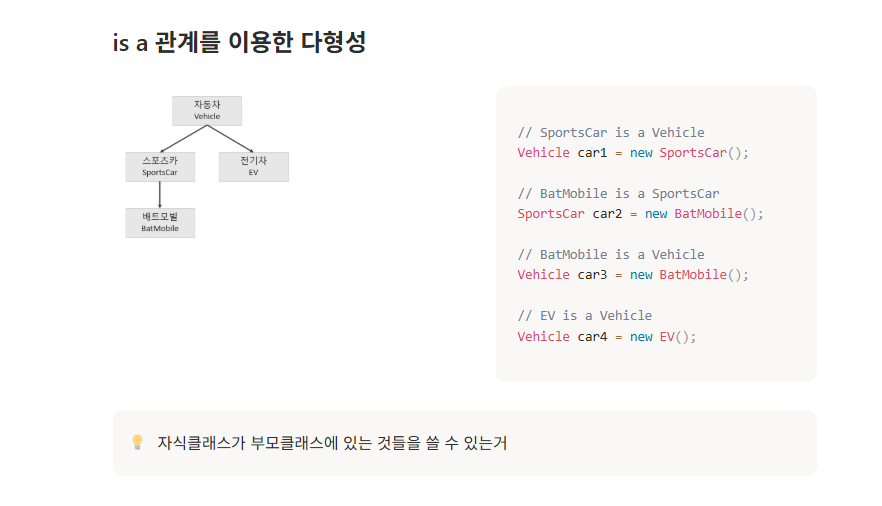 is a 관계를 이용한 다형성
자동차
Vehicle
스포츠카
SportsCar
전기차
EV
배트모빌
BatMobile
// SportsCar is a Vehicle
Vehicle car1 = new SportsCar();
// BatMobile is a SportsCar
SportsCar car2 = new BatMobile();
// BatMobile is a Vehicle
Vehicle car3 = new BatMobile();
// EV is a Vehicle
Vehicle car4 = new EV();
자식클래스가 부모클래스에 있는 것들을 쓸 수 있는거